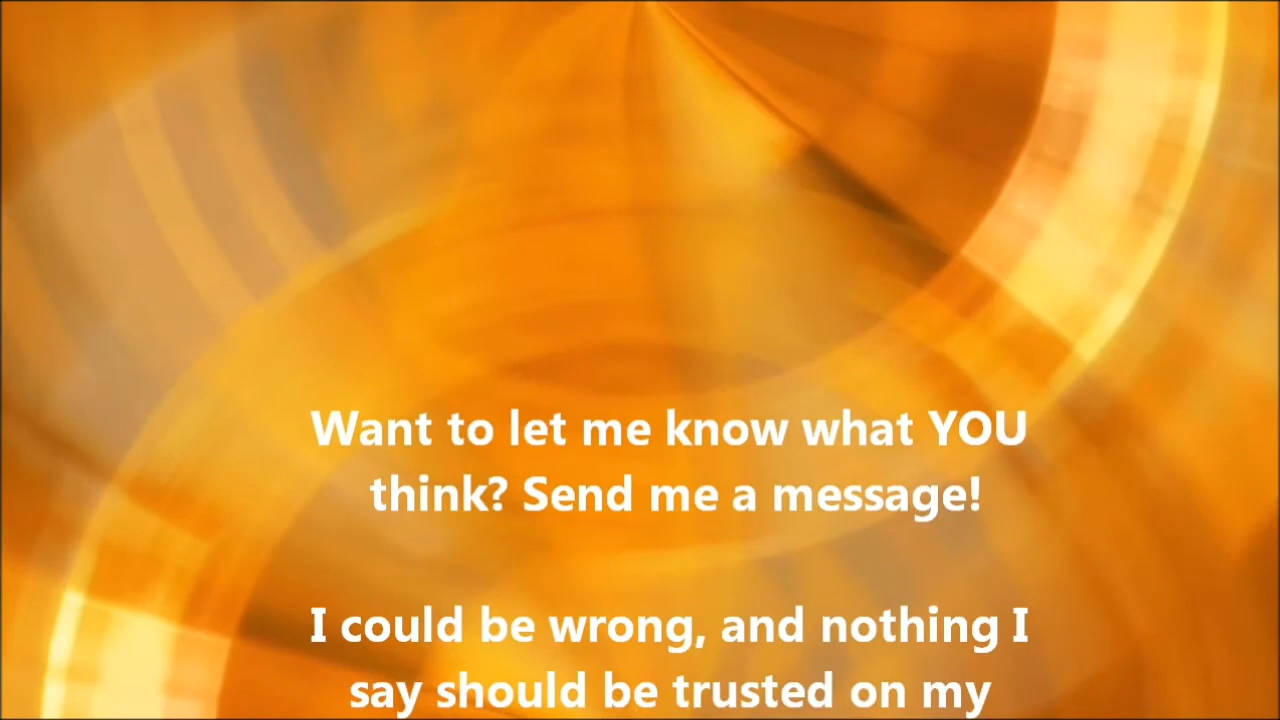 Want to let me know what YOU
think? Send me a message!
I could be wrong, and nothing I
say should be trusted on my